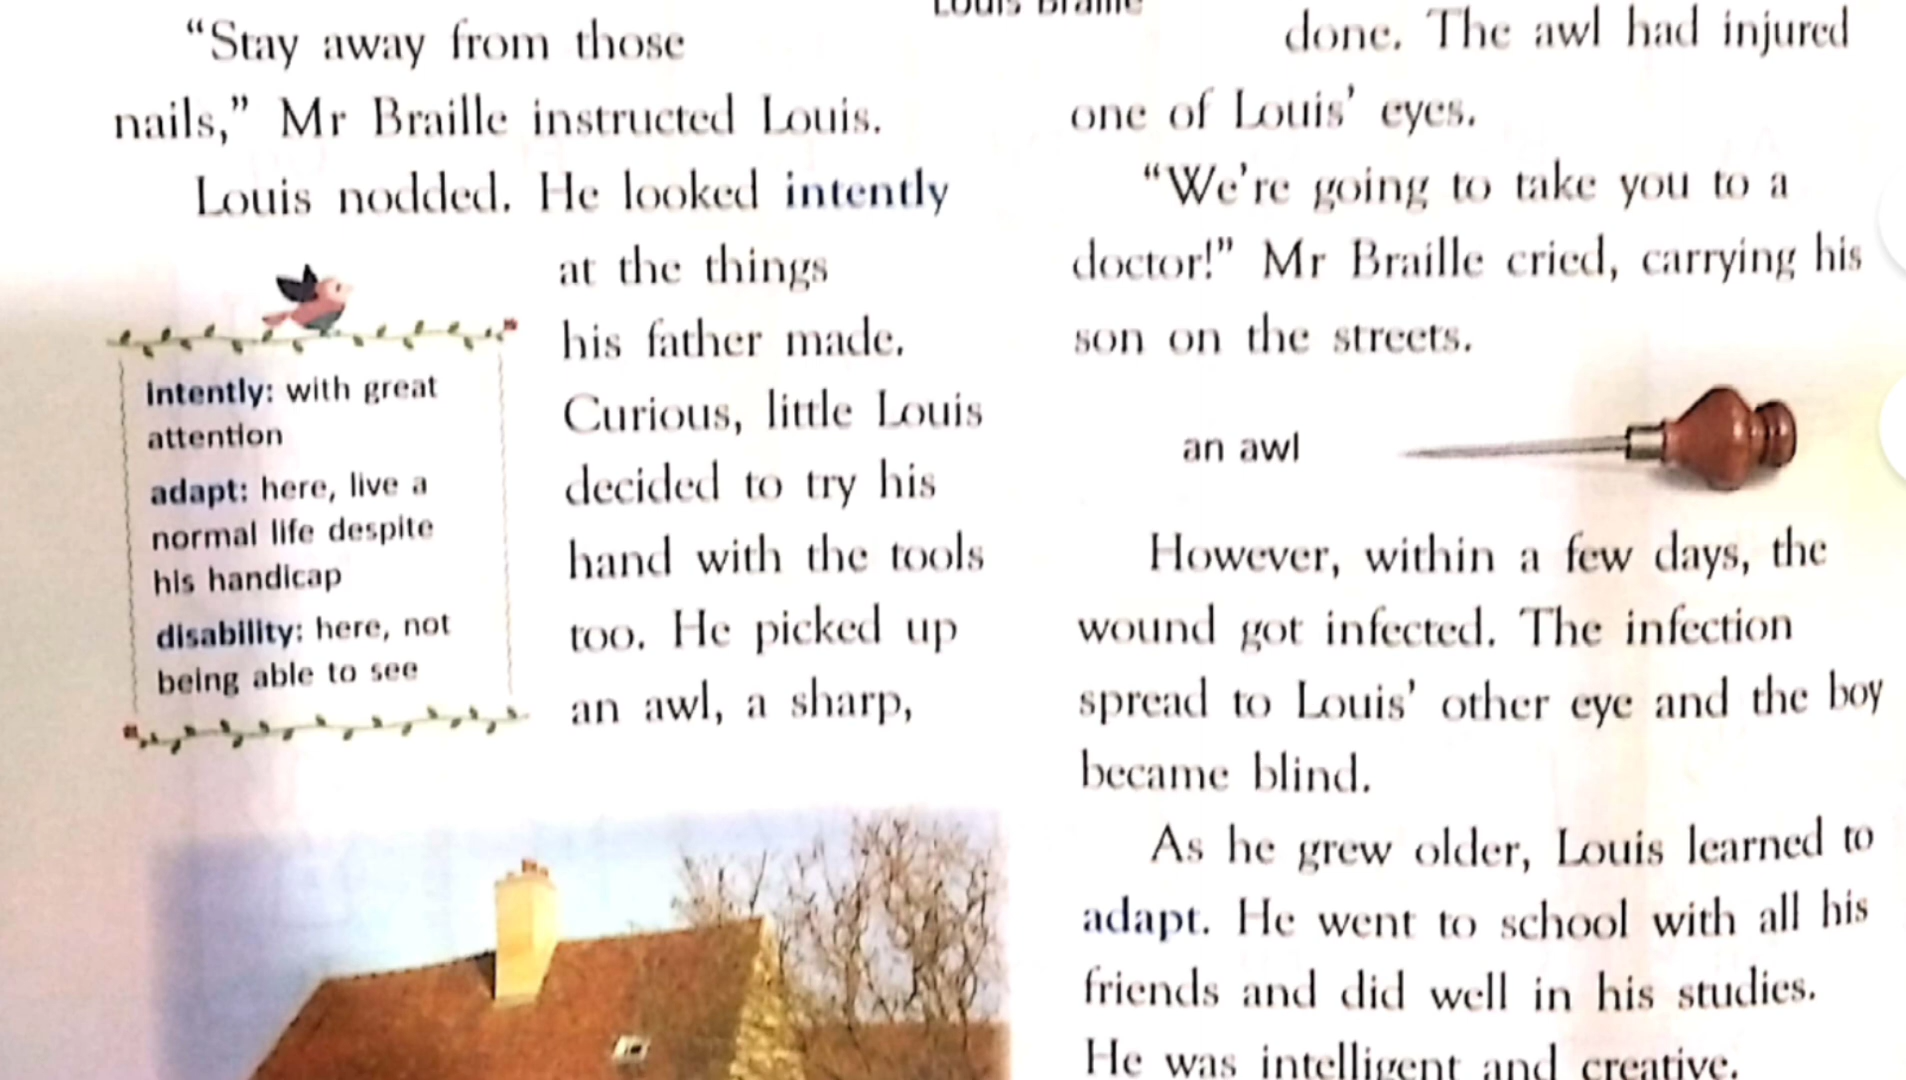 Louis Braille
"Stay away from those
nails," Mr Braille instructed Louis.
Louis nodded. He looked intently
at the things
his father made.
Curious, little Louis
decided to try his
hand with the tools
too. He picked up
an awl, a sharp,
intently: with great
attention
adapt: here, live a
normal life despite
his handicap
disability: here, not
being able to see
done. The awl had injured
one of Louis' eyes.
"We're going to take you to a
doctor!" Mr Braille cried, carrying his
son on the streets.
an awl
However, within a few days, the
wound got infected. The infection
spread to Louis' other eye and the boy
became blind.
As he grew older, Louis learned to
adapt. He went to school with all his
friends and did well in his studies.
He was intelligent and creative.